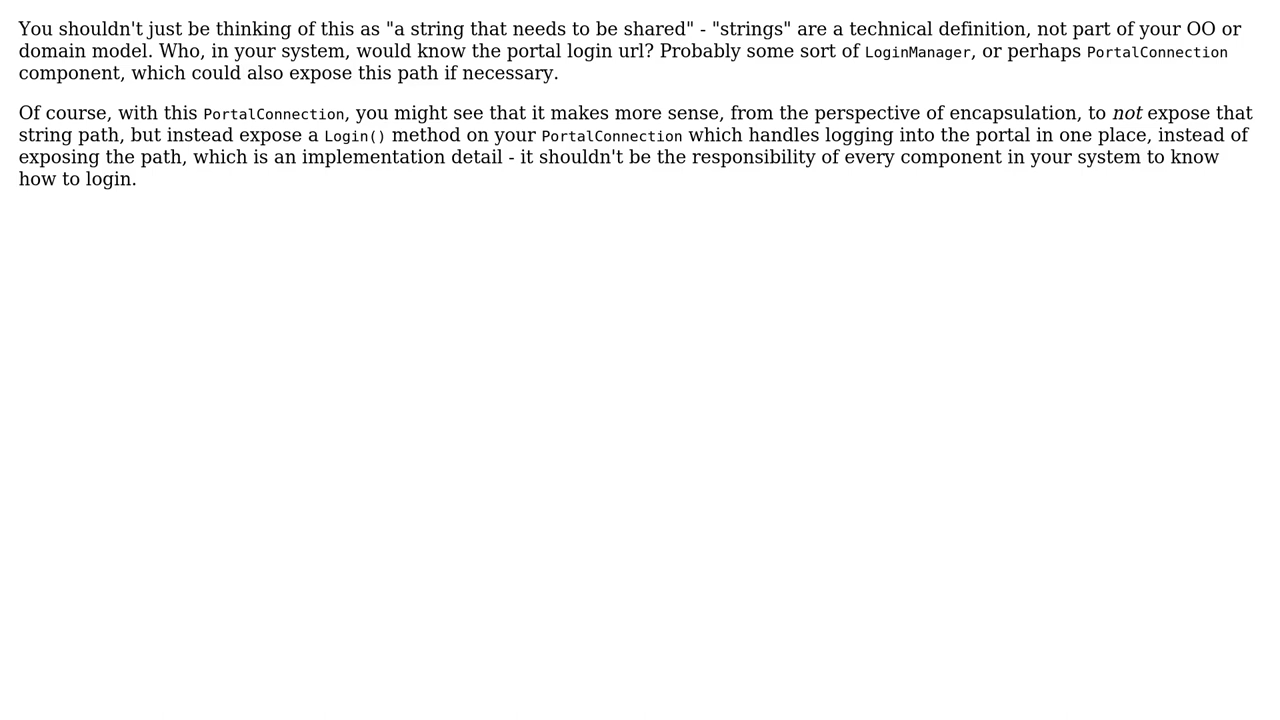 You shouldn't just be thinking of this as "a string that needs to be shared" - "strings" are a technical definition, not part of your OO or
domain model. Who, in your system, would know the portal login url? Probably some sort of LoginManager, or perhaps PortalConnection
component, which could also expose this path if necessary.
Of course, with this PortalConnection, you might see that it makes more sense, from the perspective of encapsulation, to not expose that
string path, but instead expose a Login() method on your PortalConnection which handles logging into the portal in one place, instead of
exposing the path, which is an implementation detail - it shouldn't be the responsibility of every component in your system to know
how to login.